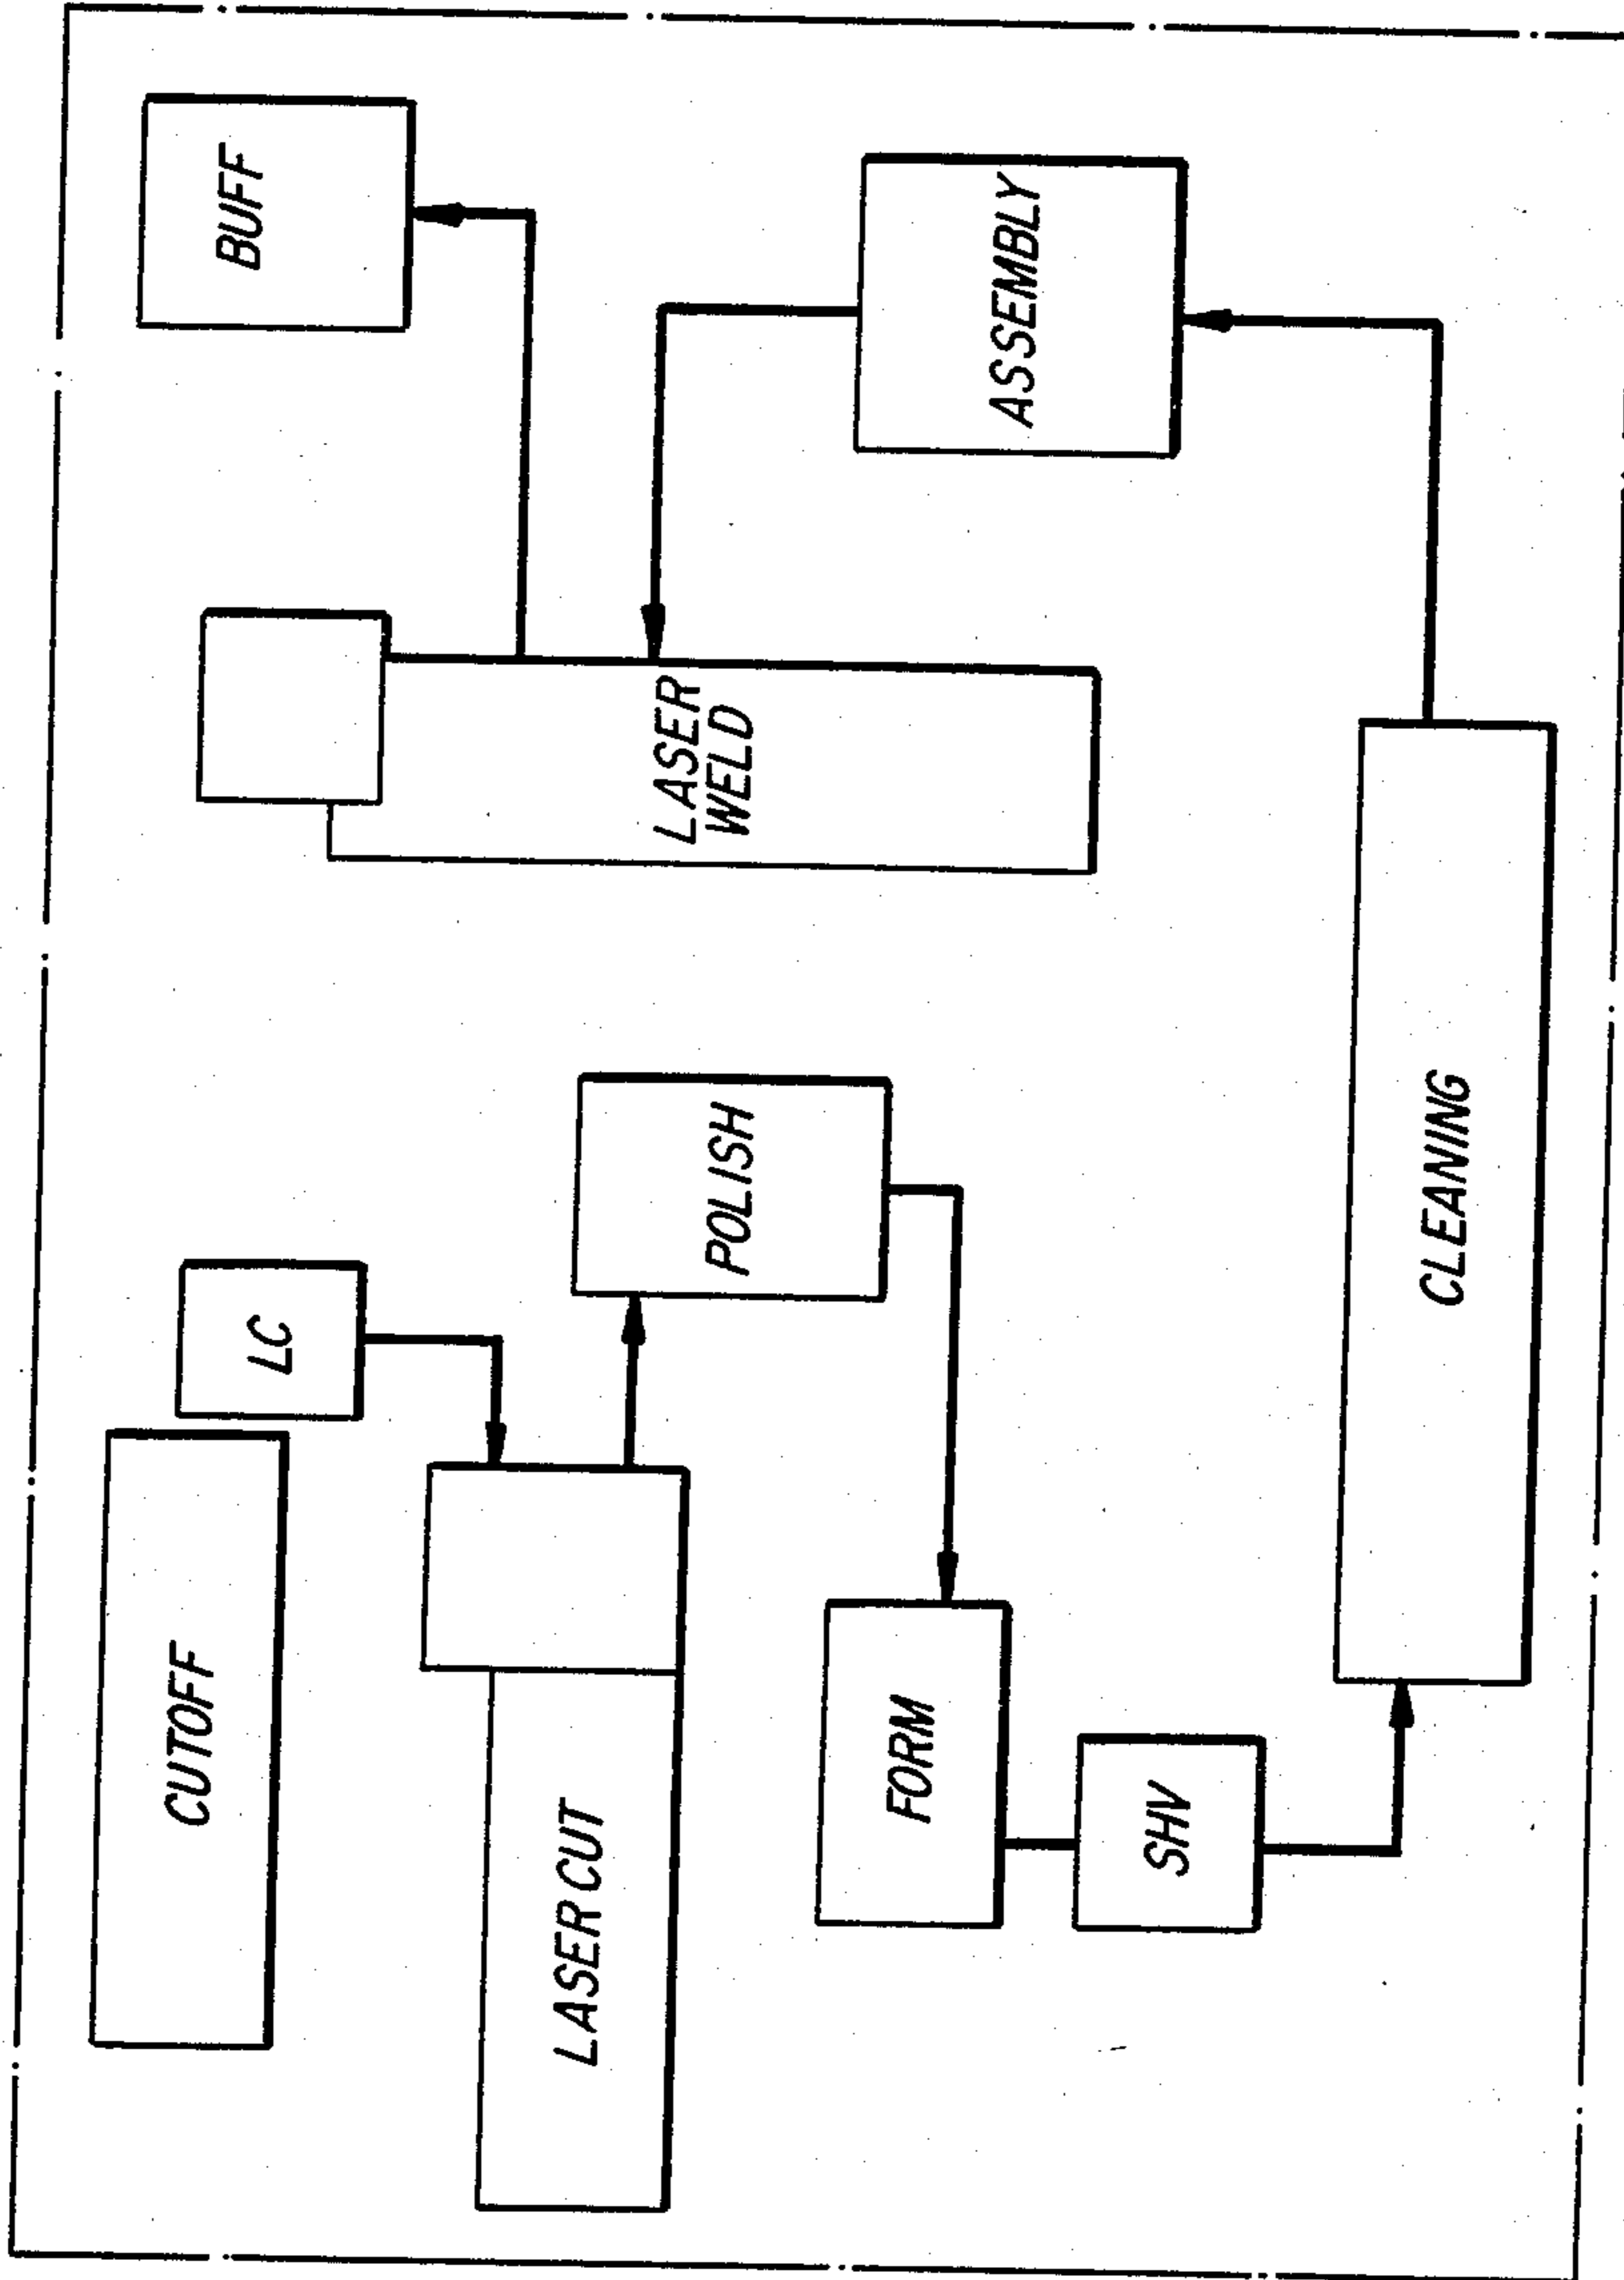 CUTOFF
LC
BUFF
LASER CUT
POLISH
LASER
WELD
FORM
ASSEMBLY
SHV
CLEANING